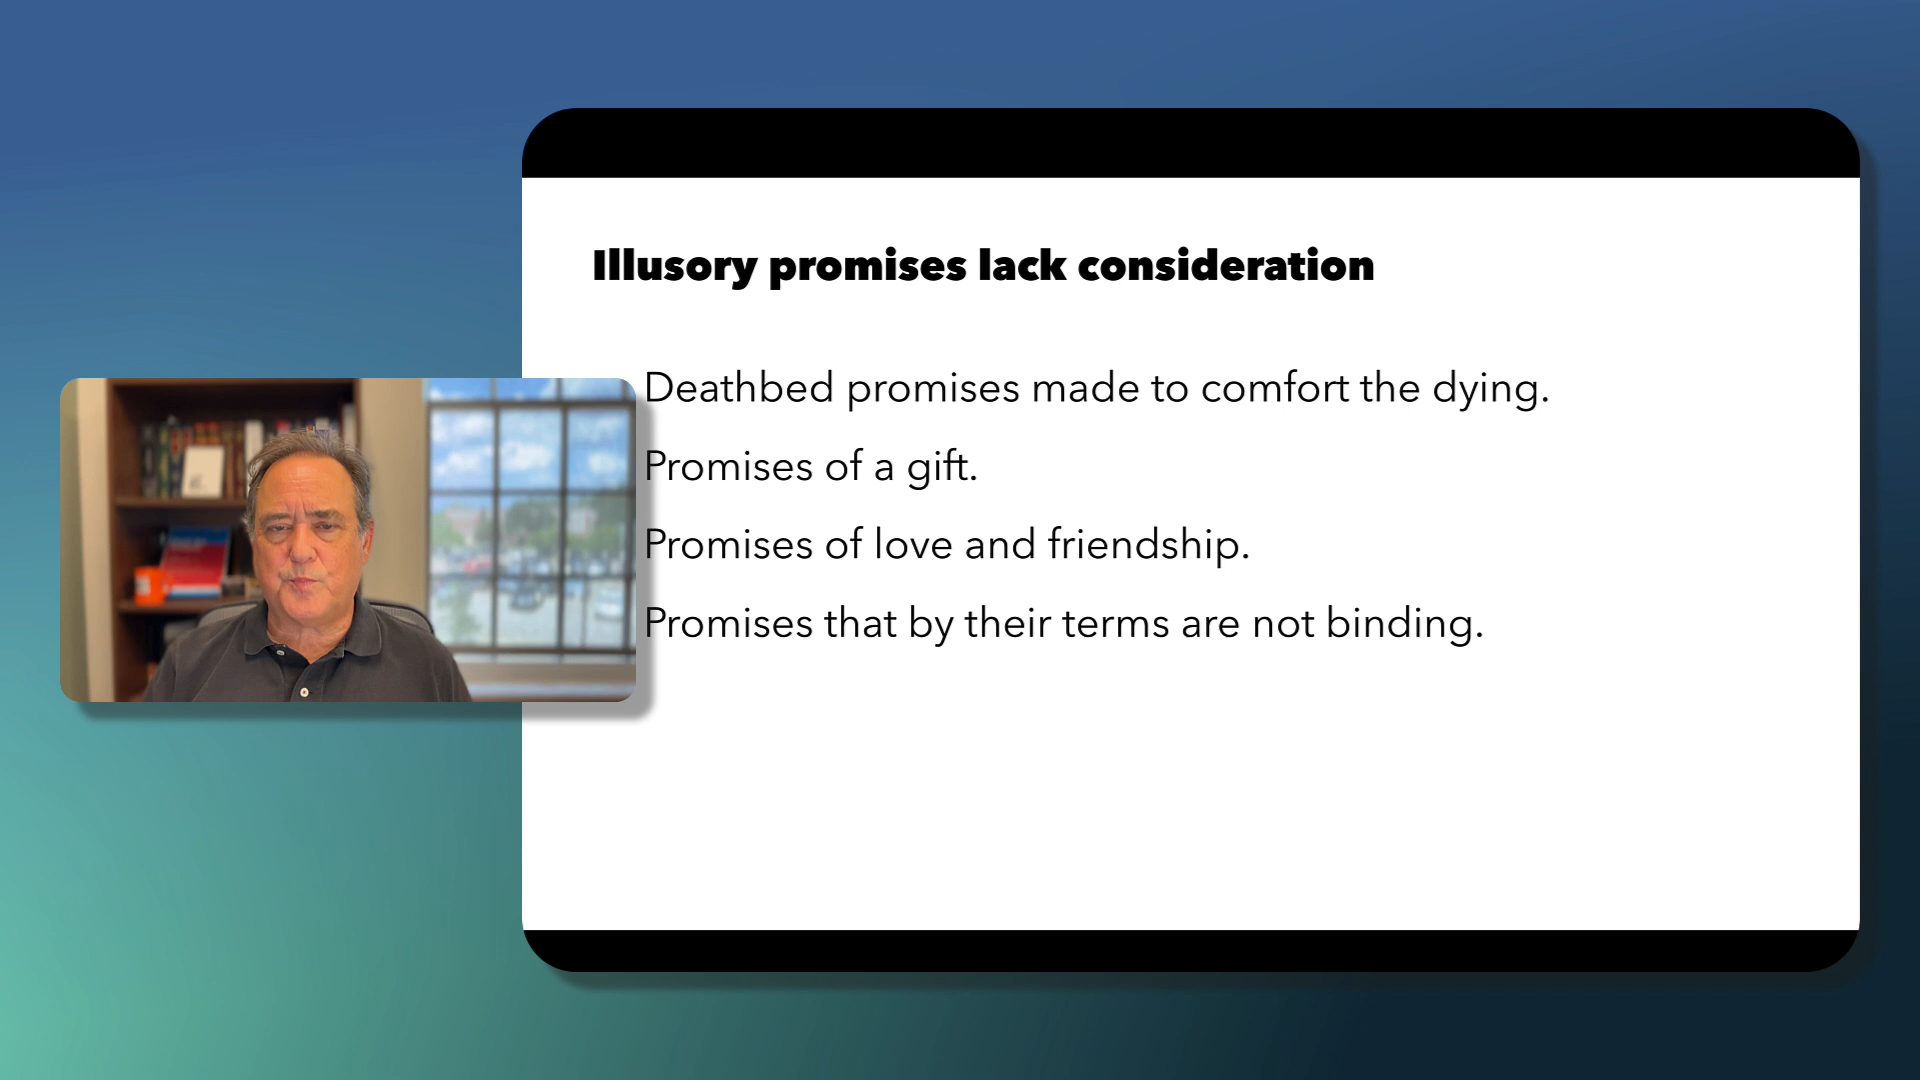 Illusory promises lack consideration
Deathbed promises made to comfort the dying.
Promises of a gift.
Promises of love and friendship.
Promises that by their terms are not binding.